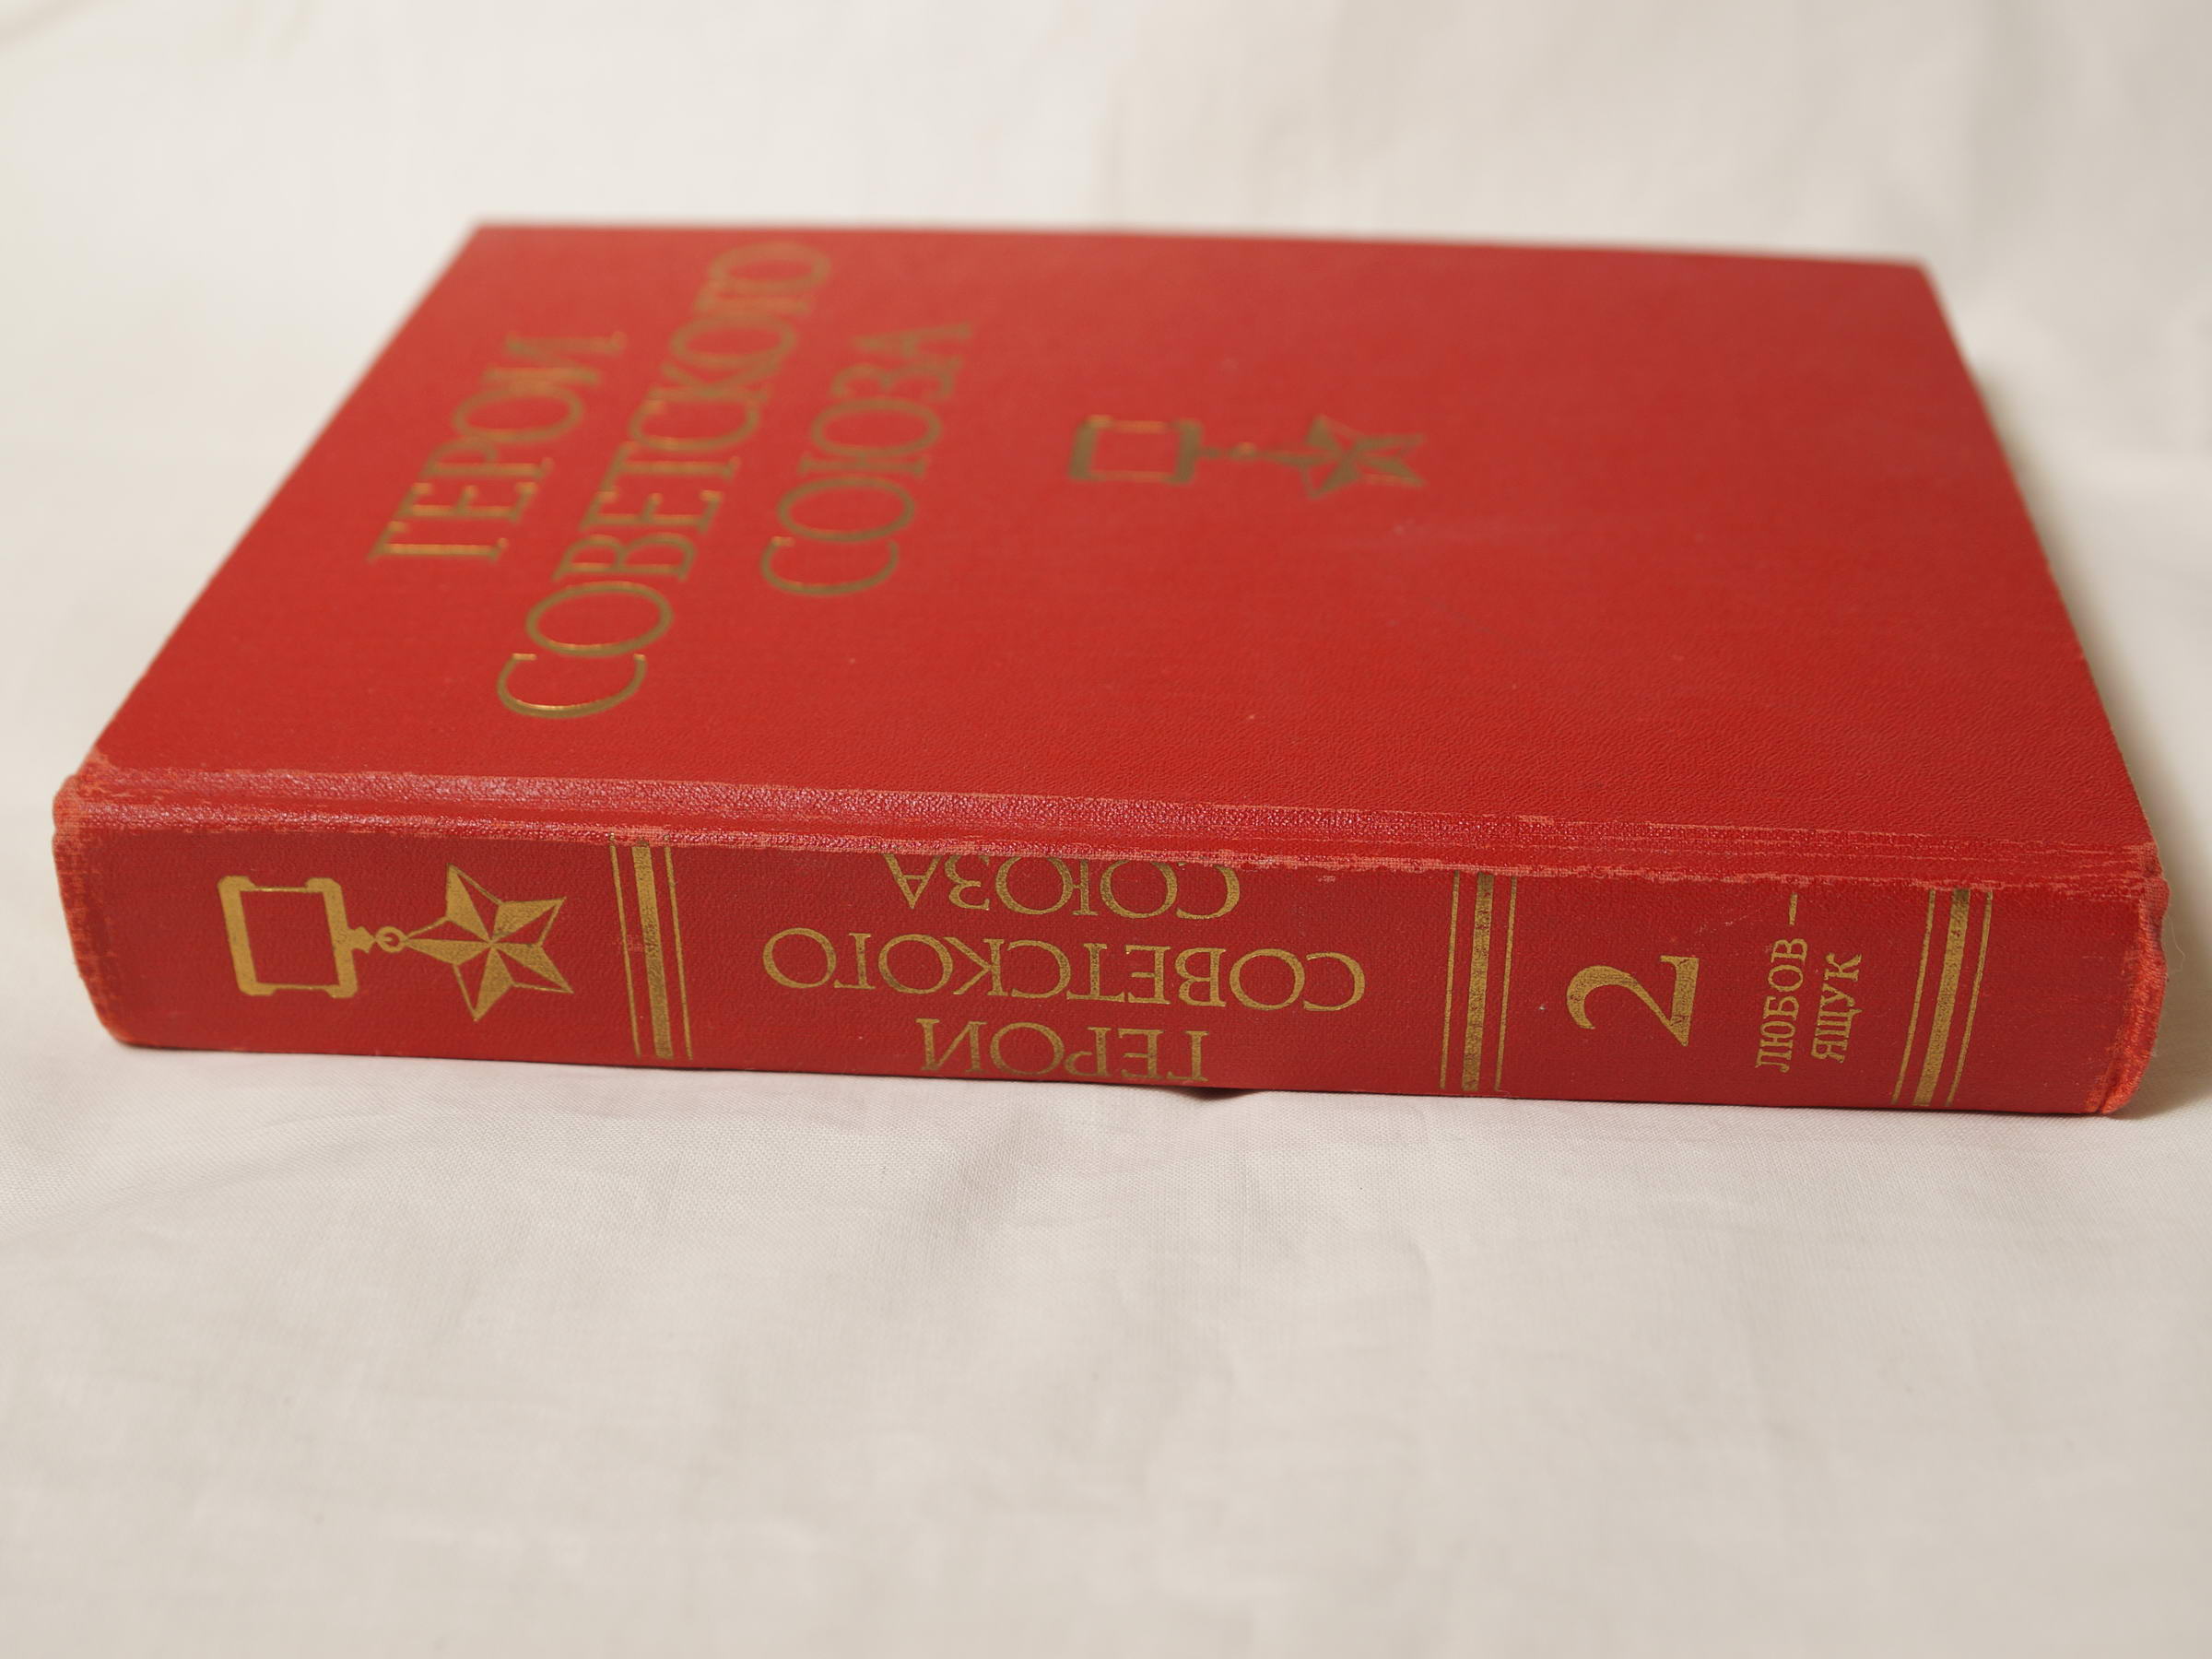 ГЕРОИ
СОВЕТСКОГО
СОЮЗА
ГЕРОИ
СОВЕТСКОГО
СОЮЗА
2
ЛЮБОВ —
ЯЩУК